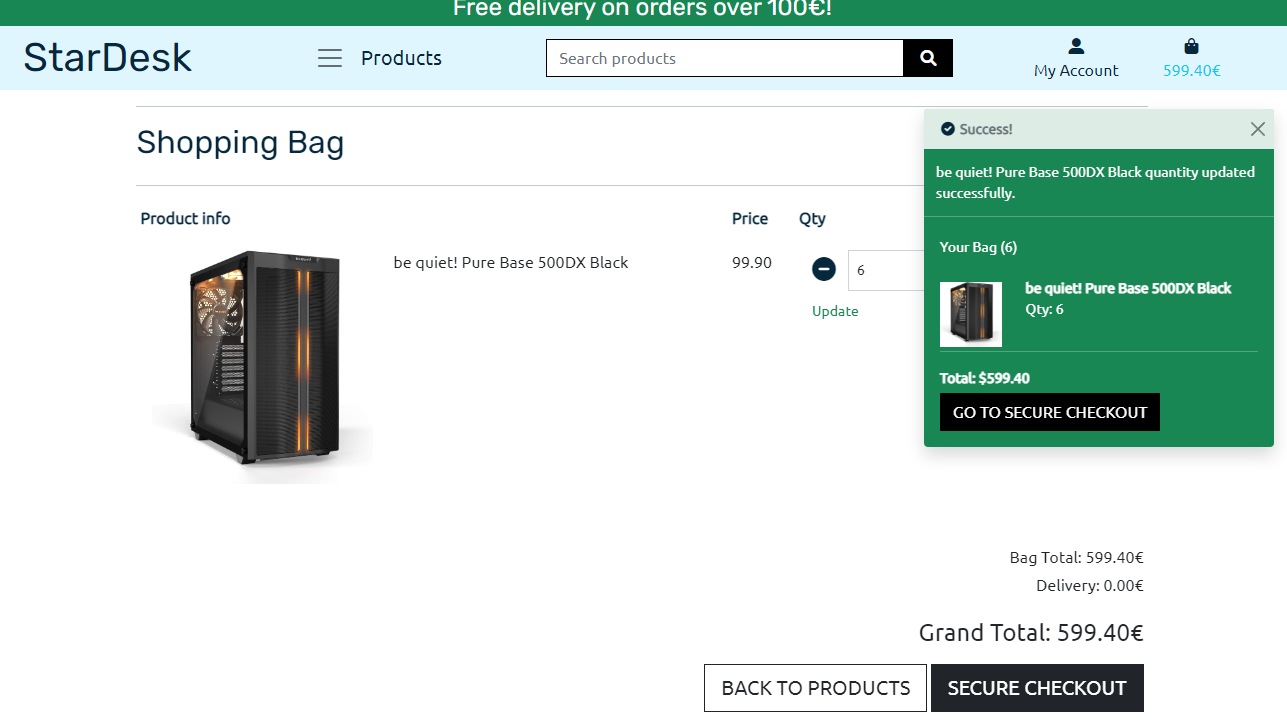 Free delivery on orders over 100€!
StarDesk
Products
Search products
My Account
599.40€
Shopping Bag
Product info
Price
Qty
be quiet! Pure Base 500DX Black
99.90
6
Update
Success!
be quiet! Pure Base 500DX Black quantity updated
successfully.
Your Bag (6)
be quiet! Pure Base 500DX Black
Qty: 6
Total: $599.40
GO TO SECURE CHECKOUT
Bag Total: 599.40€
Delivery: 0.00€
Grand Total: 599.40€
BACK TO PRODUCTS
SECURE CHECKOUT